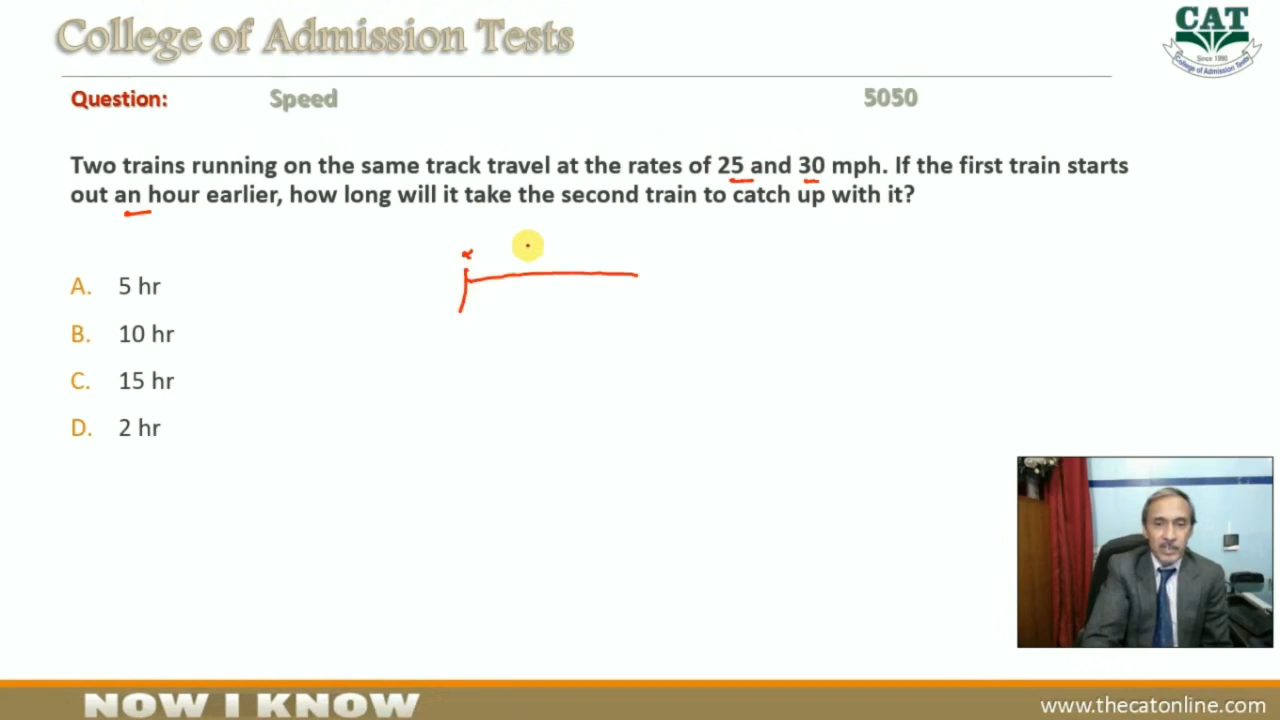 College of Admission Tests
CAT
Since 1990
College of Admission Tests
Question: Speed 5050
Two trains running on the same track travel at the rates of 25 and 30 mph. If the first train starts
out an hour earlier, how long will it take the second train to catch up with it?
A. 5 hr
B. 10 hr
C. 15 hr
D. 2 hr
NOW I KNOW
www.thecatonline.com